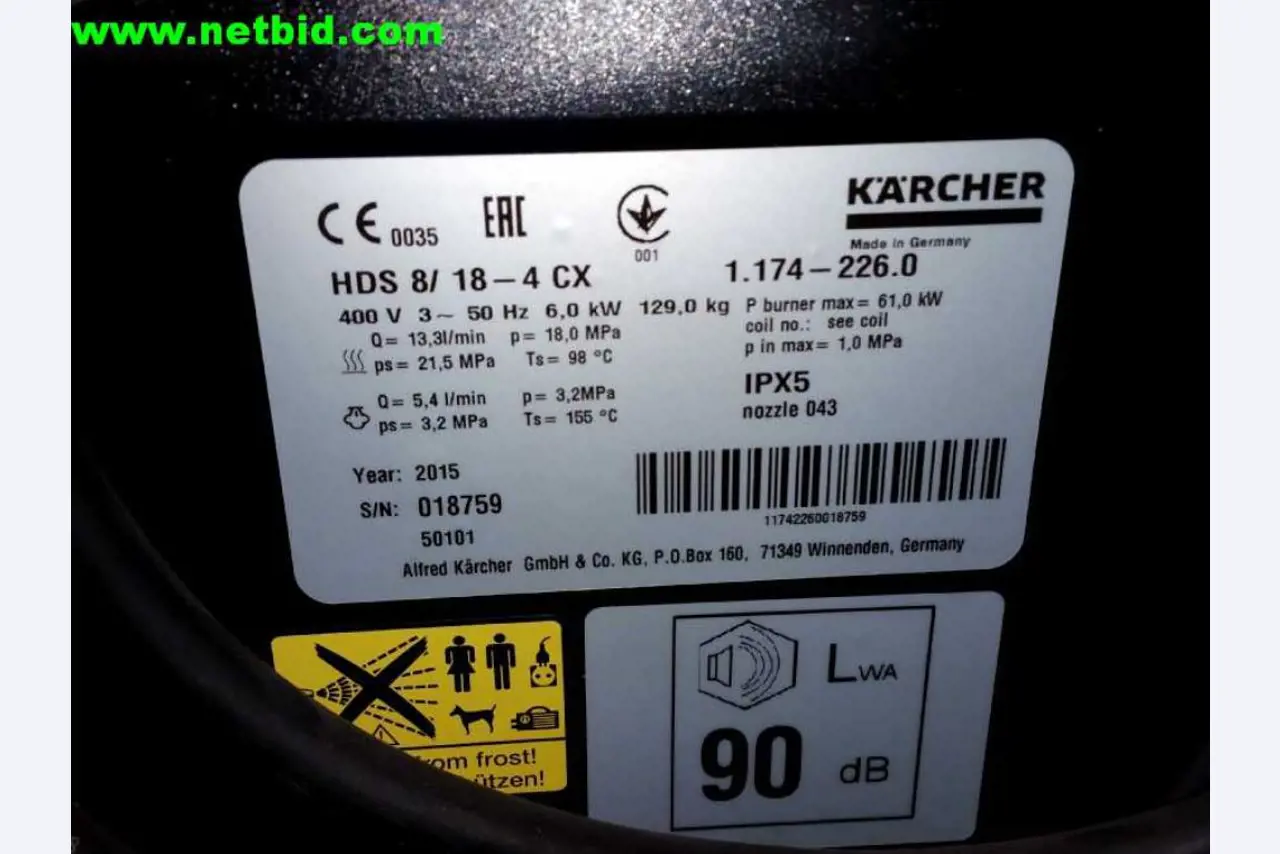 www.netbid.com
CE 0035 EAC 001
KÄRCHER
Made in Germany
HDS 8/ 18-4 CX 1.174-226.0
400 V 3~ 50 Hz 6,0 kW 129,0 kg P burner max= 61,0 kW
Q= 13,3l/min p= 18,0 MPa coil no.: see coil
ps= 21,5 MPa Ts= 98 °C p in max= 1,0 MPa
Q= 5,4 l/min p= 3,2MPa IPX5
ps= 3,2 MPa Ts= 155 °C nozzle 043
Year: 2015
S/N: 018759
50101
11742260018759
Alfred Kärcher GmbH & Co. KG, P.O.Box 160, 71349 Winnenden, Germany
frost!
LWA
90 dB